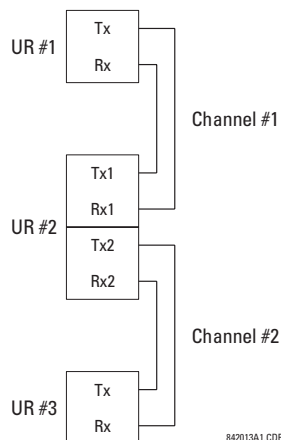 UR #1
Tx
Rx
Channel #1
UR #2
Tx1
Rx1
Tx2
Rx2
Channel #2
UR #3
Tx
Rx
842013A1.CDR